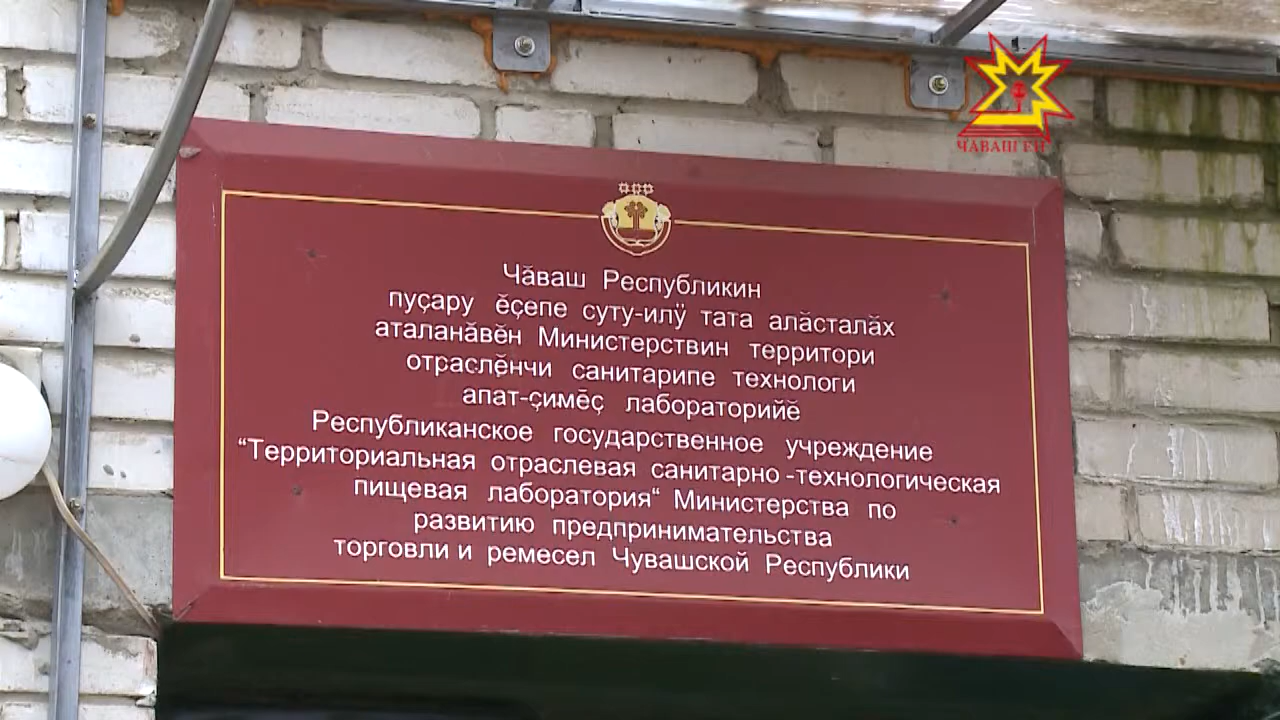 ЧАВАШ ЕН
Чӑваш Республикин
пуҫару ӗҫепе суту-илӳ тата алӑсталӑх
аталанӑвӗн Министерствин территори
отраслӗнчи санитарипе технологи
апат-ҫимӗҫ лабораторийӗ
Республиканское государственное учреждение
“Территориальная отраслевая санитарно-технологическая
пищевая лаборатория“ Министерства по
развитию предпринимательства
торговли и ремесел Чувашской Республики